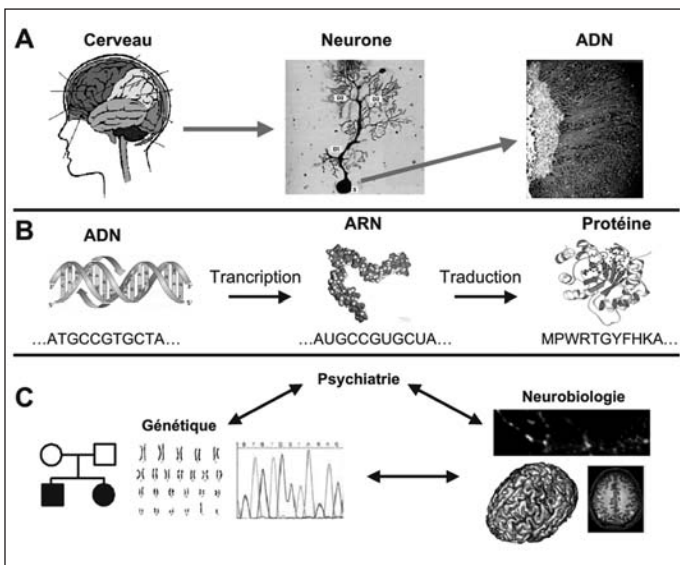 A
Cerveau
Neurone
ADN
B
ADN
ARN
Protéine
Trancription
Traduction
...ATGCCGTGCTA...
...AUGCCGUGCUA...
MPWRTGYFHKA...
C
Psychiatrie
Génétique
Neurobiologie